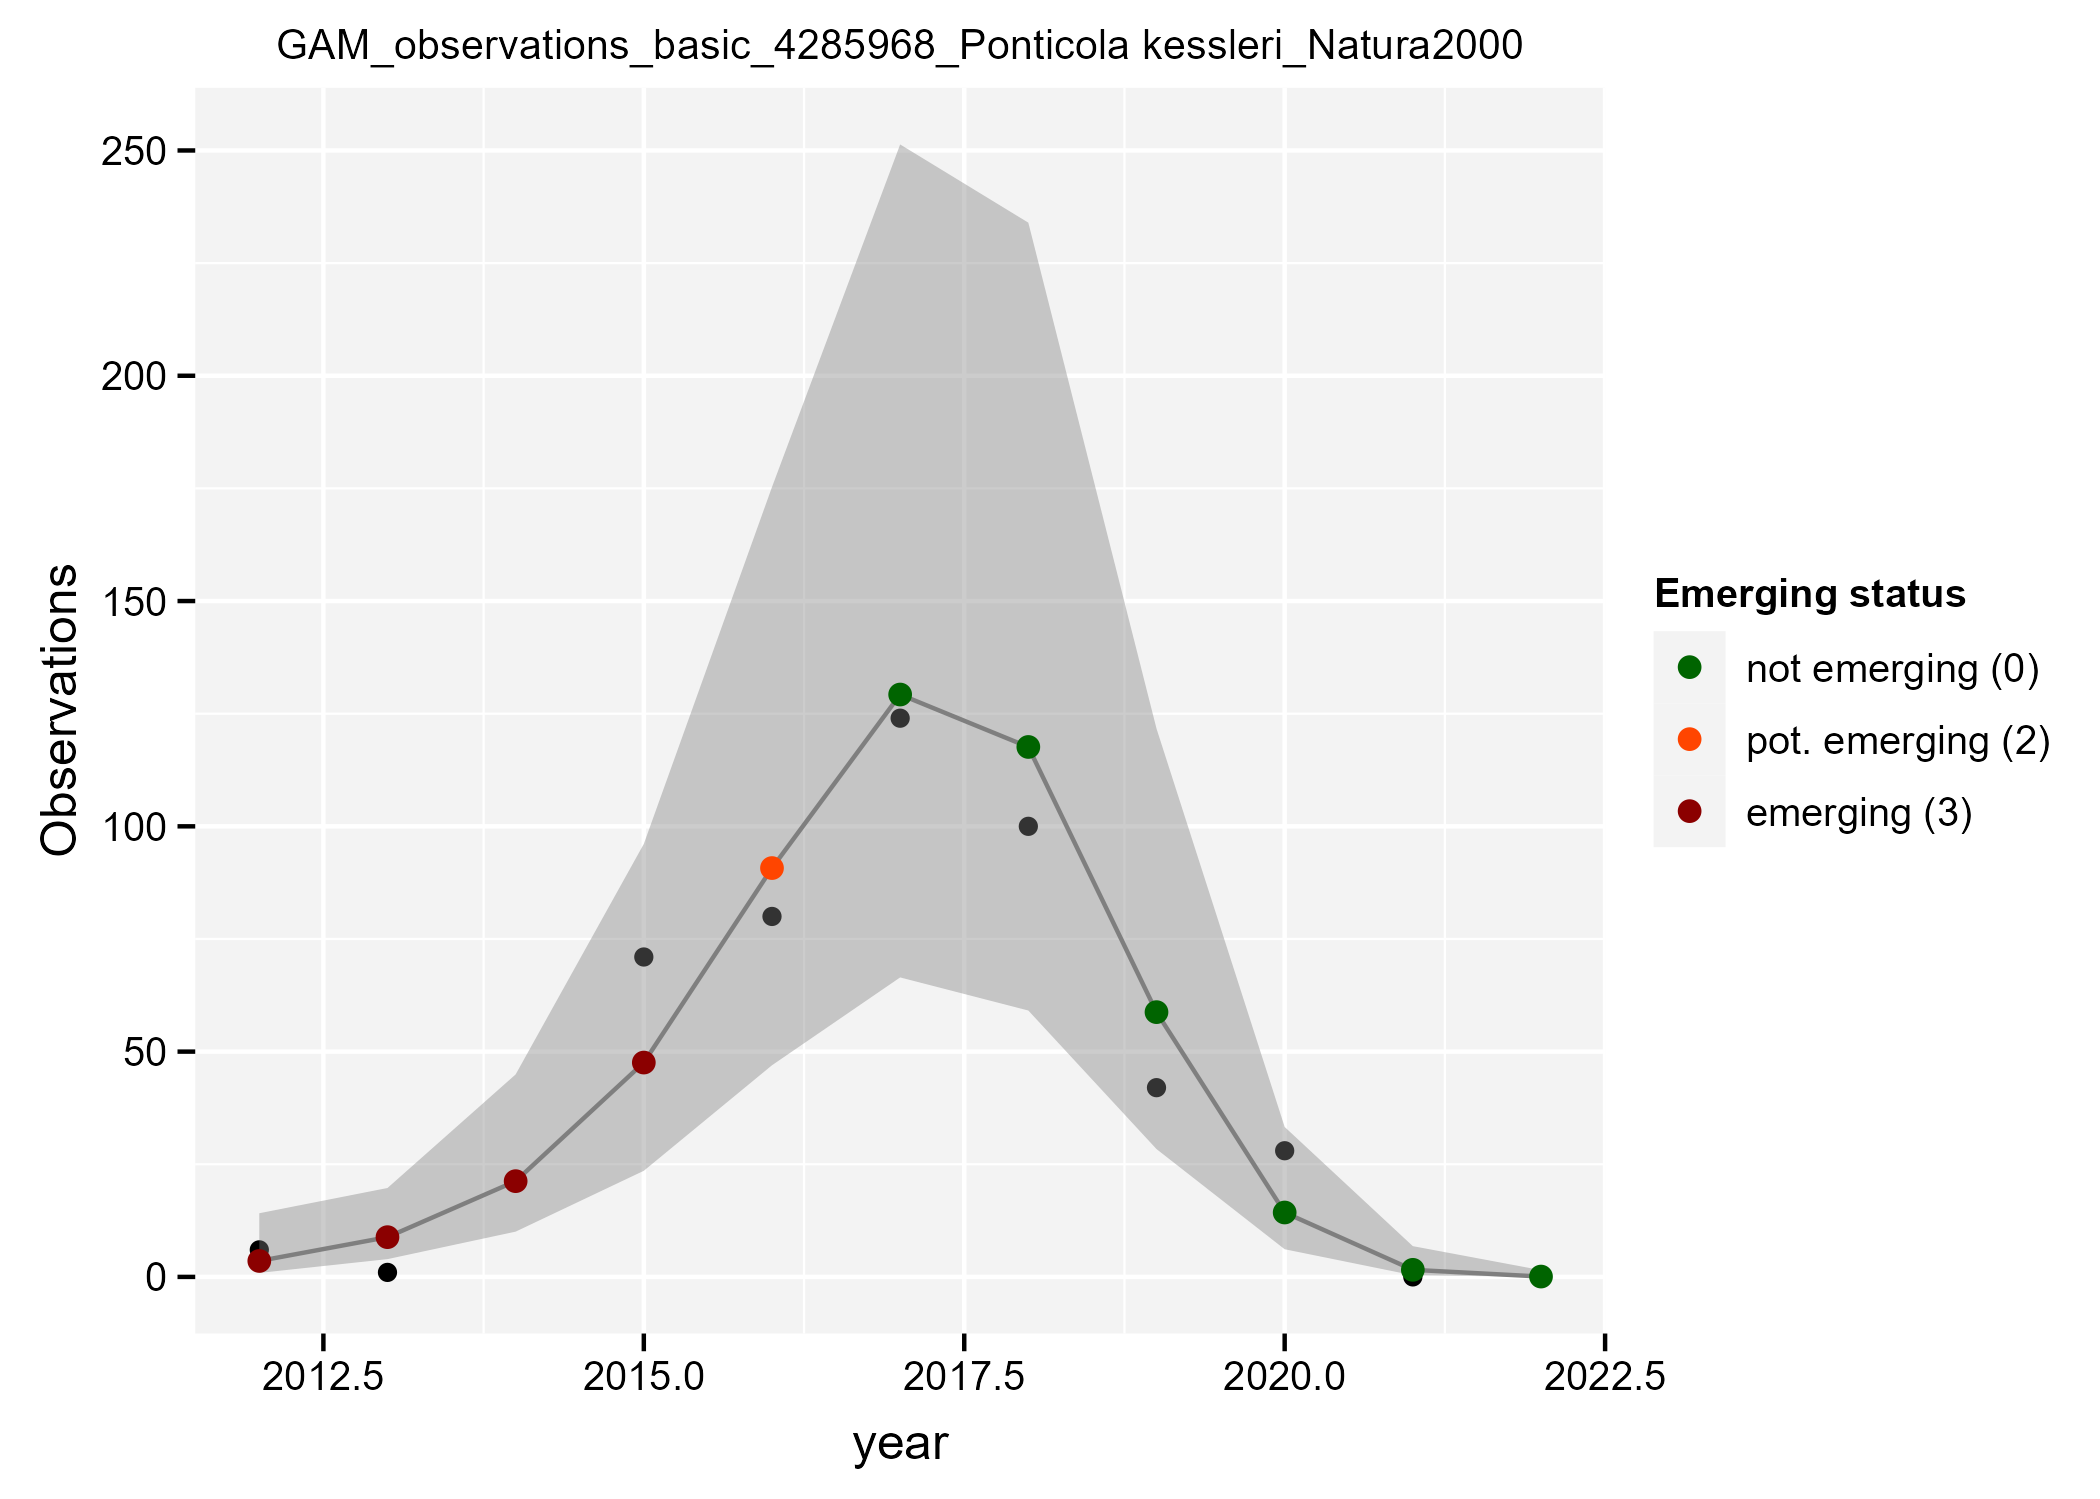 GAM_observations_basic_4285968_Ponticola kessleri_Natura2000
250
200
150
100
50
0
Observations
2012.5
2015.0
2017.5
2020.0
2022.5
year
Emerging status
not emerging (0)
pot. emerging (2)
emerging (3)